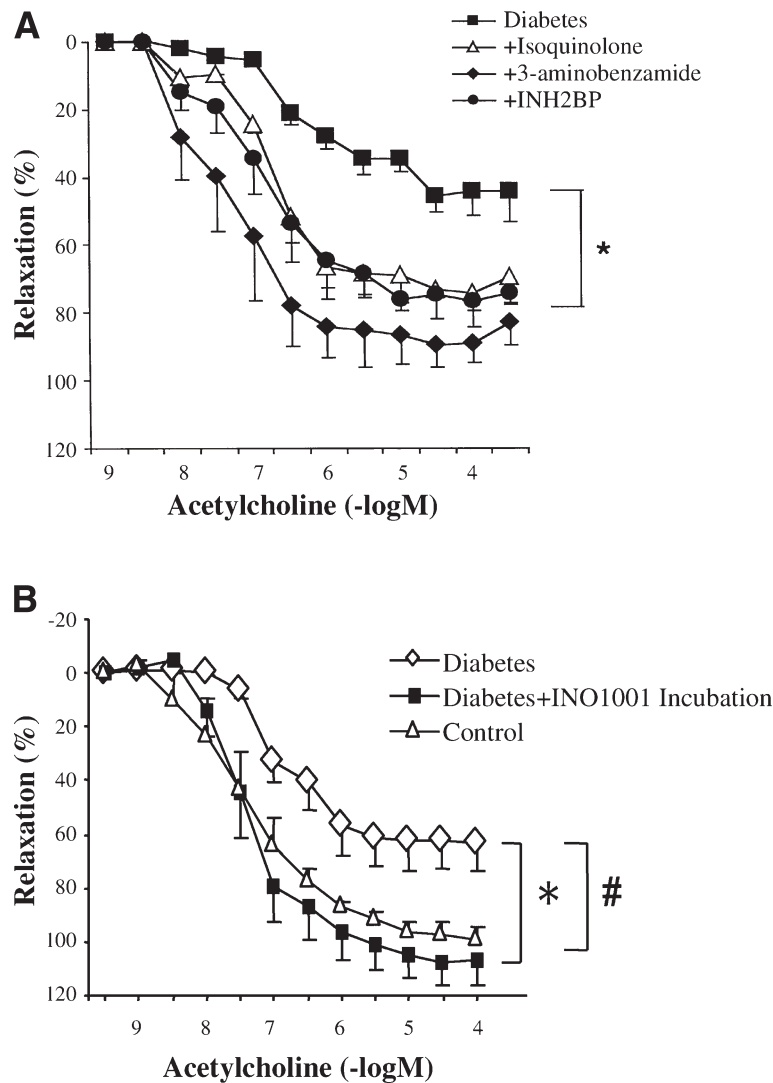 A
Diabetes
+Isoquinolone
+3-aminobenzamide
+INH2BP
0
20
40
60
80
100
120
Relaxation (%)
*
9 8 7 6 5 4
Acetylcholine (-logM)
B
-20
0
20
40
60
80
100
120
Relaxation (%)
Diabetes
Diabetes+INO1001 Incubation
Control
* #
9 8 7 6 5 4
Acetylcholine (-logM)